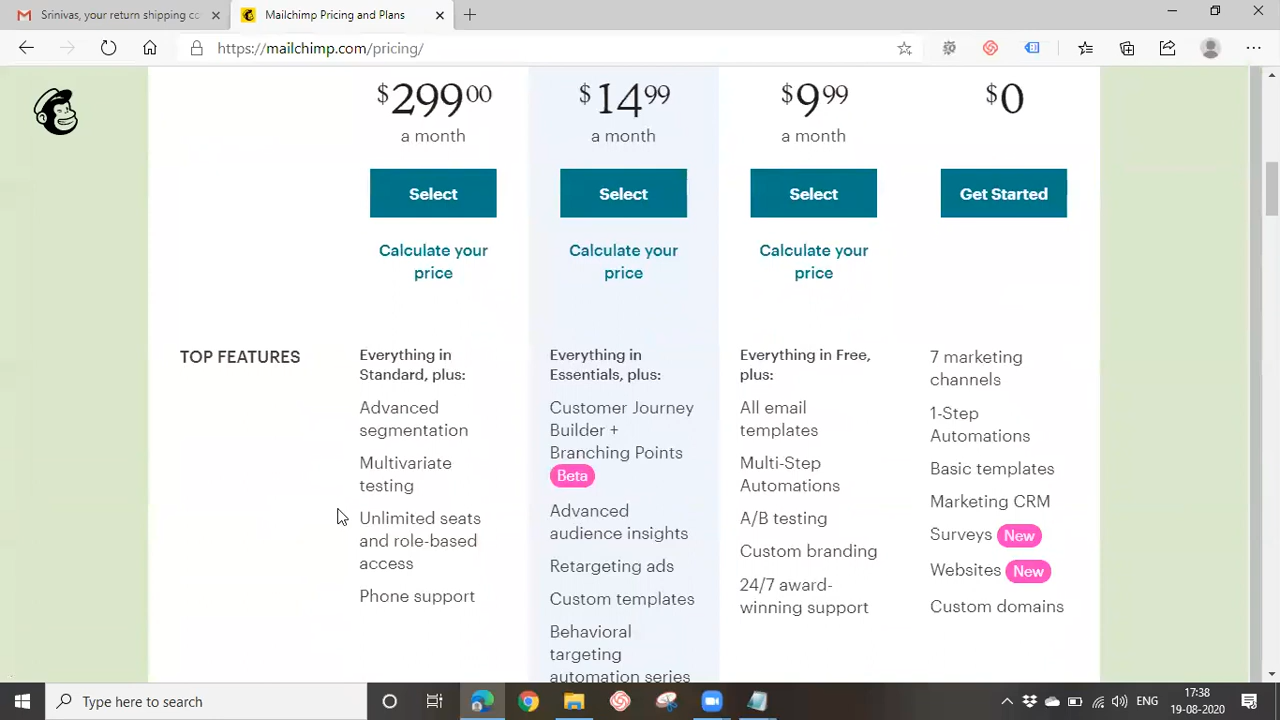 Srinivas, your return shipping co
Mailchimp Pricing and Plans
https://mailchimp.com/pricing/
$299.00
a month
Select
Calculate your
price
$14.99
a month
Select
Calculate your
price
$9.99
a month
Select
Calculate your
price
$0
Get Started
TOP FEATURES
Everything in
Standard, plus:
Advanced
segmentation
Multivariate
testing
Unlimited seats
and role-based
access
Phone support
Everything in
Essentials, plus:
Customer Journey
Builder +
Branching Points
Beta
Advanced
audience insights
Retargeting ads
Custom templates
Behavioral
targeting
automation series
Everything in Free,
plus:
All email
templates
Multi-Step
Automations
A/B testing
Custom branding
24/7 award-
winning support
7 marketing
channels
1-Step
Automations
Basic templates
Marketing CRM
Surveys New
Websites New
Custom domains
Type here to search
ENG
17:38
19-08-2020